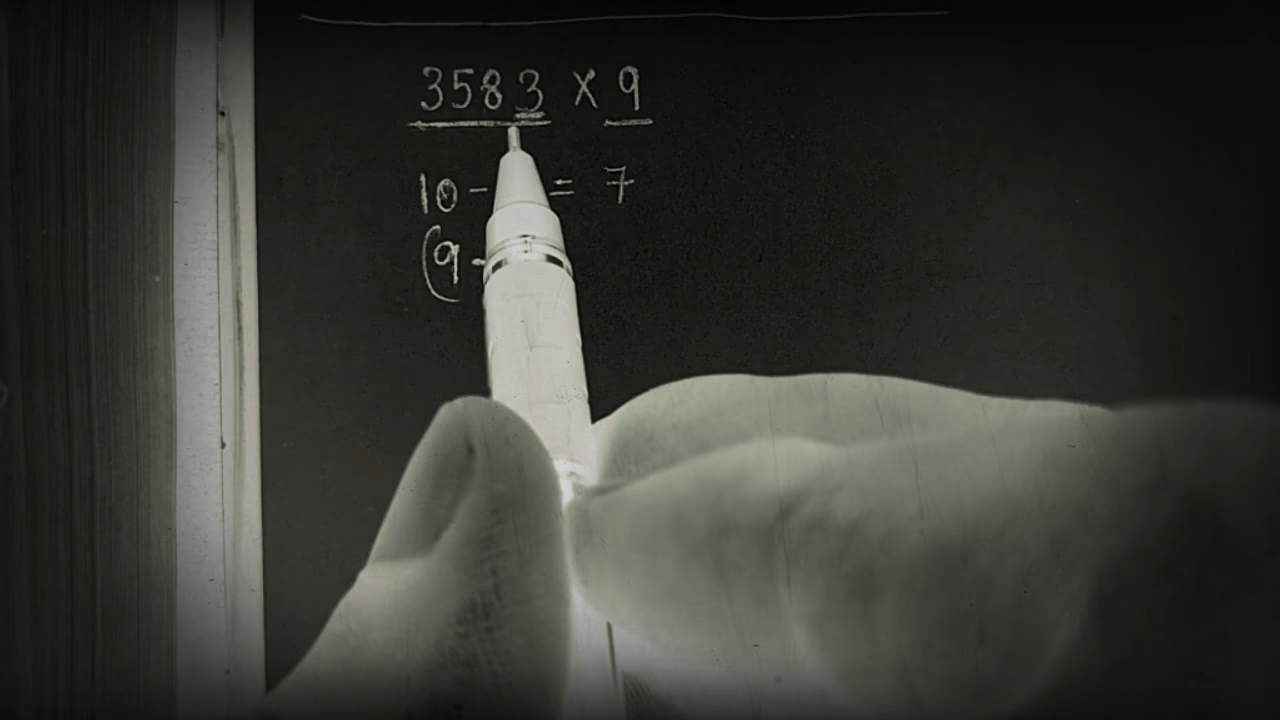 3583 × 9
10 - = 7
(9 -